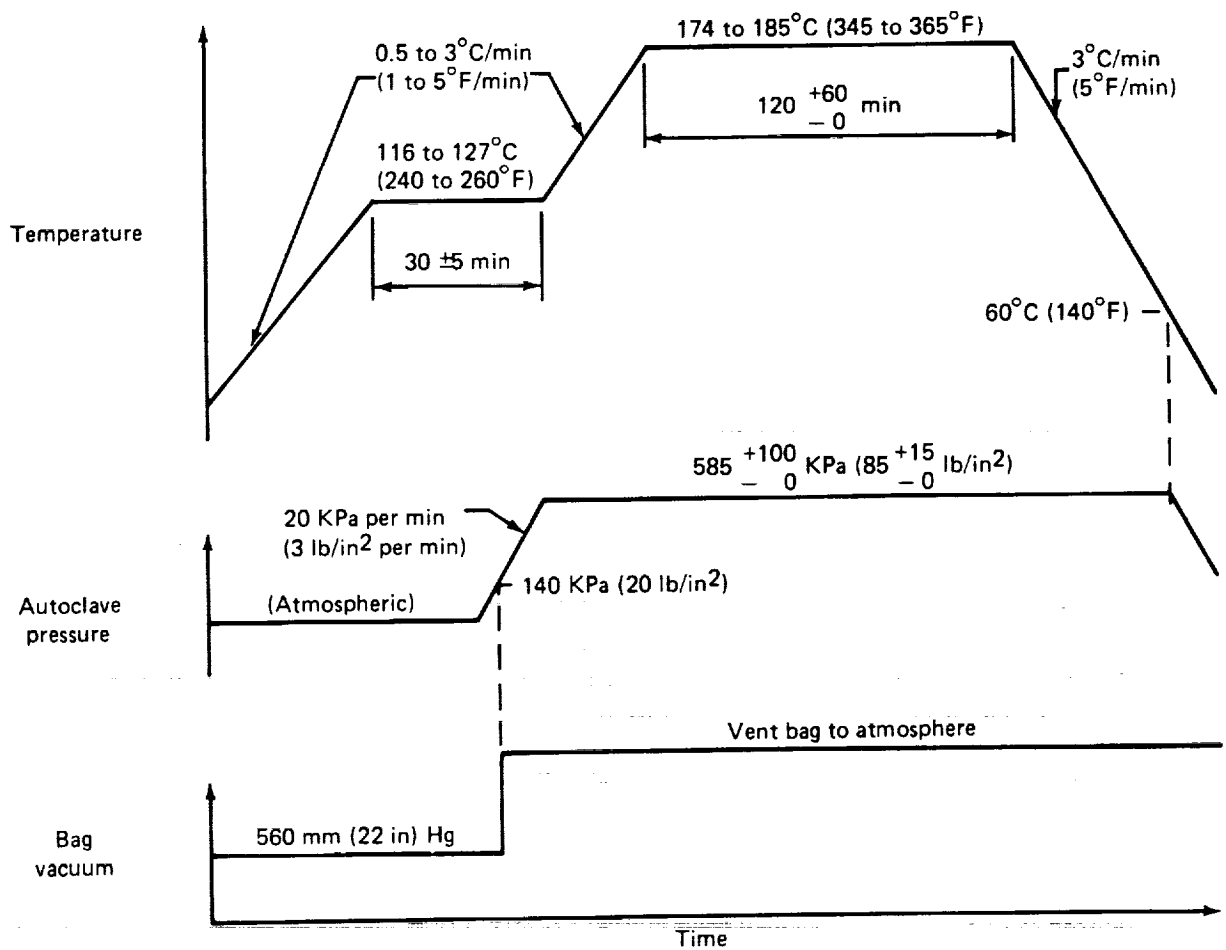 174 to 185°C (345 to 365°F)
0.5 to 3°C/min
(1 to 5°F/min)
3°C/min
(5°F/min)
120 +60 −0 min
116 to 127°C
(240 to 260°F)
Temperature
30 ±5 min
60°C (140°F)
585 +100 −0 KPa (85 +15 −0 lb/in²)
20 KPa per min
(3 lb/in² per min)
140 KPa (20 lb/in²)
(Atmospheric)
Autoclave
pressure
Vent bag to atmosphere
560 mm (22 in) Hg
Bag
vacuum
Time